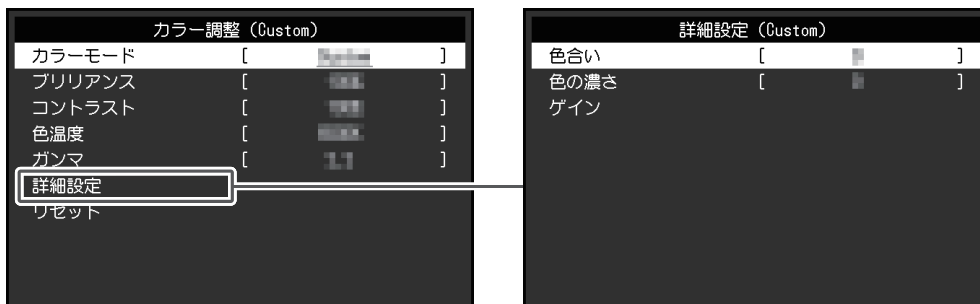 カラー調整 (Custom)
カラーモード [ ]
ブリリアンス [ ]
コントラスト [ ]
色温度 [ ]
ガンマ [ ]
詳細設定
リセット
詳細設定 (Custom)
色合い [ ]
色の濃さ [ ]
ゲイン